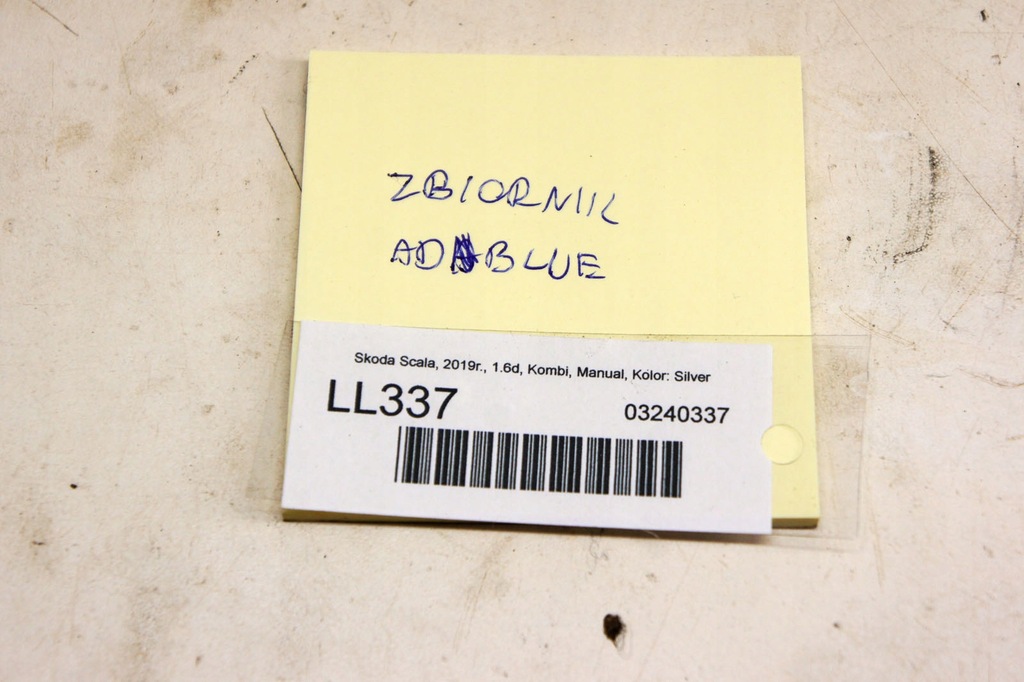 ZBIORNIK
ADBLUE
Skoda Scala, 2019r., 1.6d, Kombi, Manual, Kolor: Silver
LL337
03240337